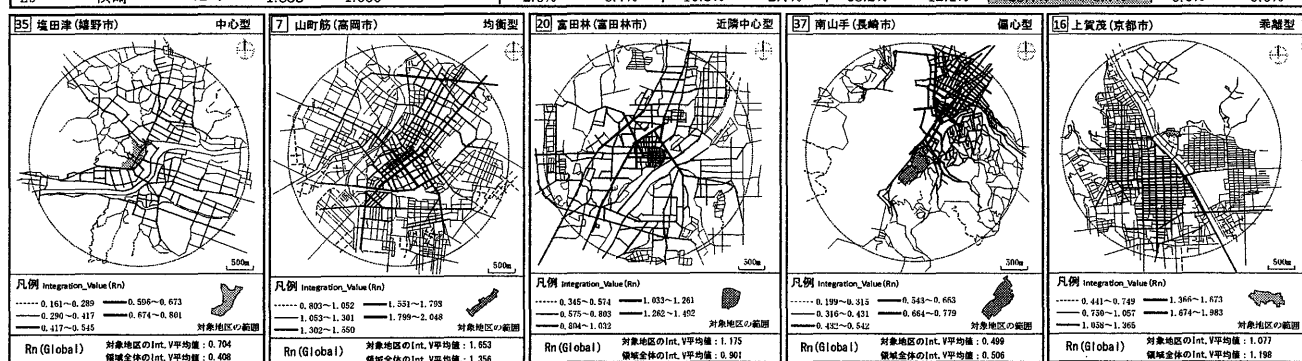 35 塩田津(嬉野市) 中心型
500m
凡例 Integration_Value(Rn)
0.161~0.289 0.596~0.673
0.290~0.417 0.674~0.801
0.417~0.545
対象地区の範囲
Rn(Global) 対象地区のInt.V平均値:0.704
領域全体のInt.V平均値:0.408
7 山町筋(高岡市) 均衡型
500m
凡例 Integration_Value(Rn)
0.803~1.052 1.551~1.793
1.053~1.301 1.799~2.048
1.302~1.550
対象地区の範囲
Rn(Global) 対象地区のInt.V平均値:1.653
領域全体のInt.V平均値:1.356
20 富田林(富田林市) 近隣中心型
500m
凡例 Integration_Value(Rn)
0.345~0.574 1.033~1.261
0.575~0.803 1.262~1.492
0.804~1.032
対象地区の範囲
Rn(Global) 対象地区のInt.V平均値:1.175
領域全体のInt.V平均値:0.901
37 南山手(長崎市) 偏心型
500m
凡例 Integration_Value(Rn)
0.199~0.315 0.543~0.663
0.316~0.431 0.664~0.779
0.432~0.542
対象地区の範囲
Rn(Global) 対象地区のInt.V平均値:0.499
領域全体のInt.V平均値:0.506
16 上賀茂(京都市) 乖離型
500m
凡例 Integration_Value(Rn)
0.441~0.749 1.366~1.673
0.750~1.057 1.674~1.983
1.058~1.365
対象地区の範囲
Rn(Global) 対象地区のInt.V平均値:1.077
領域全体のInt.V平均値:1.198